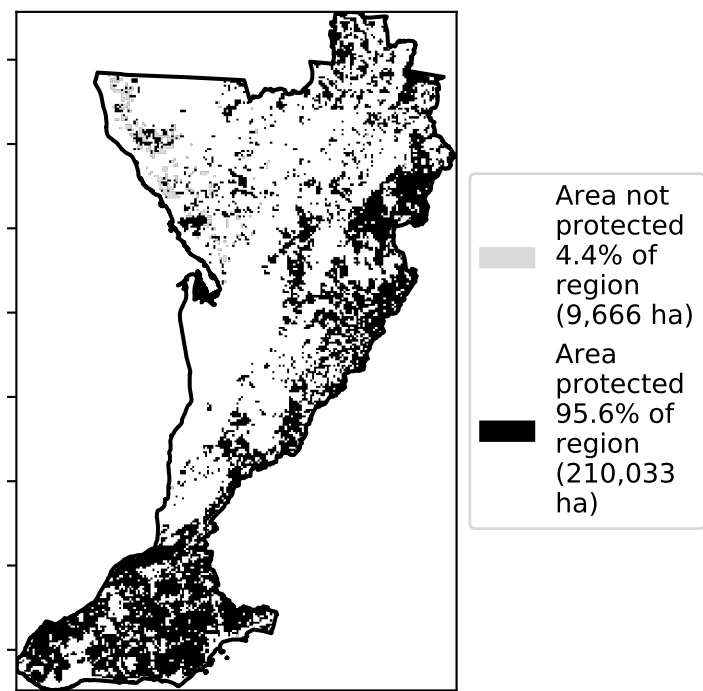 Area not
protected
4.4% of
region
(9,666 ha)
Area
protected
95.6% of
region
(210,033
ha)